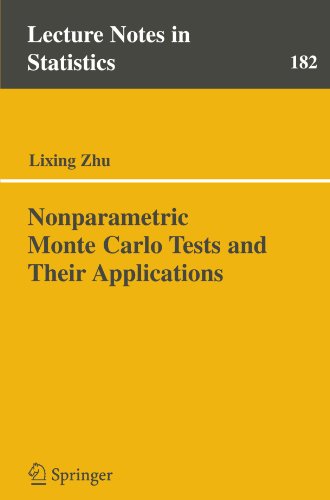 Lecture Notes in
Statistics
182
Lixing Zhu
Nonparametric
Monte Carlo Tests and
Their Applications
Springer